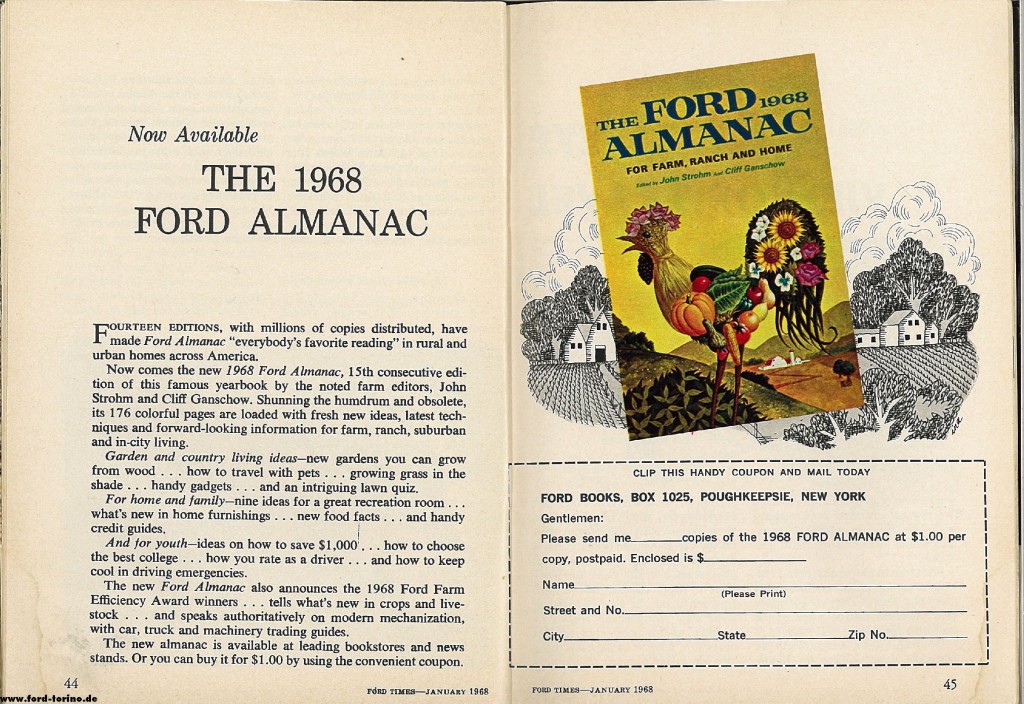 Now Available
THE 1968
FORD ALMANAC
FOURTEEN EDITIONS, with millions of copies distributed, have
made Ford Almanac “everybody’s favorite reading” in rural and
urban homes across America.
Now comes the new 1968 Ford Almanac, 15th consecutive edi-
tion of this famous yearbook by the noted farm editors, John
Strohm and Cliff Ganschow. Shunning the humdrum and obsolete,
its 176 colorful pages are loaded with fresh new ideas, latest tech-
niques and forward-looking information for farm, ranch, suburban
and in-city living.
Garden and country living ideas—new gardens you can grow
from wood . . . how to travel with pets . . . growing grass in the
shade . . . handy gadgets . . . and an intriguing lawn quiz.
For home and family—nine ideas for a great recreation room . . .
what’s new in home furnishings . . . new food facts . . . and handy
credit guides.
And for youth—ideas on how to save $1,000 . . . how to choose
the best college . . . how you rate as a driver . . . and how to keep
cool in driving emergencies.
The new Ford Almanac also announces the 1968 Ford Farm
Efficiency Award winners . . . tells what’s new in crops and live-
stock . . . and speaks authoritatively on modern mechanization,
with car, truck and machinery trading guides.
The new almanac is available at leading bookstores and news
stands. Or you can buy it for $1.00 by using the convenient coupon.
44
FORD TIMES—JANUARY 1968
www.ford-torino.de
THE FORD 1968
ALMANAC
FOR FARM, RANCH AND HOME
Edited by John Strohm and Cliff Ganschow
CLIP THIS HANDY COUPON AND MAIL TODAY
FORD BOOKS, BOX 1025, POUGHKEEPSIE, NEW YORK
Gentlemen:
Please send me______copies of the 1968 FORD ALMANAC at $1.00 per
copy, postpaid. Enclosed is $______
Name______
(Please Print)
Street and No.______
City______State______Zip No.______
FORD TIMES—JANUARY 1968
45